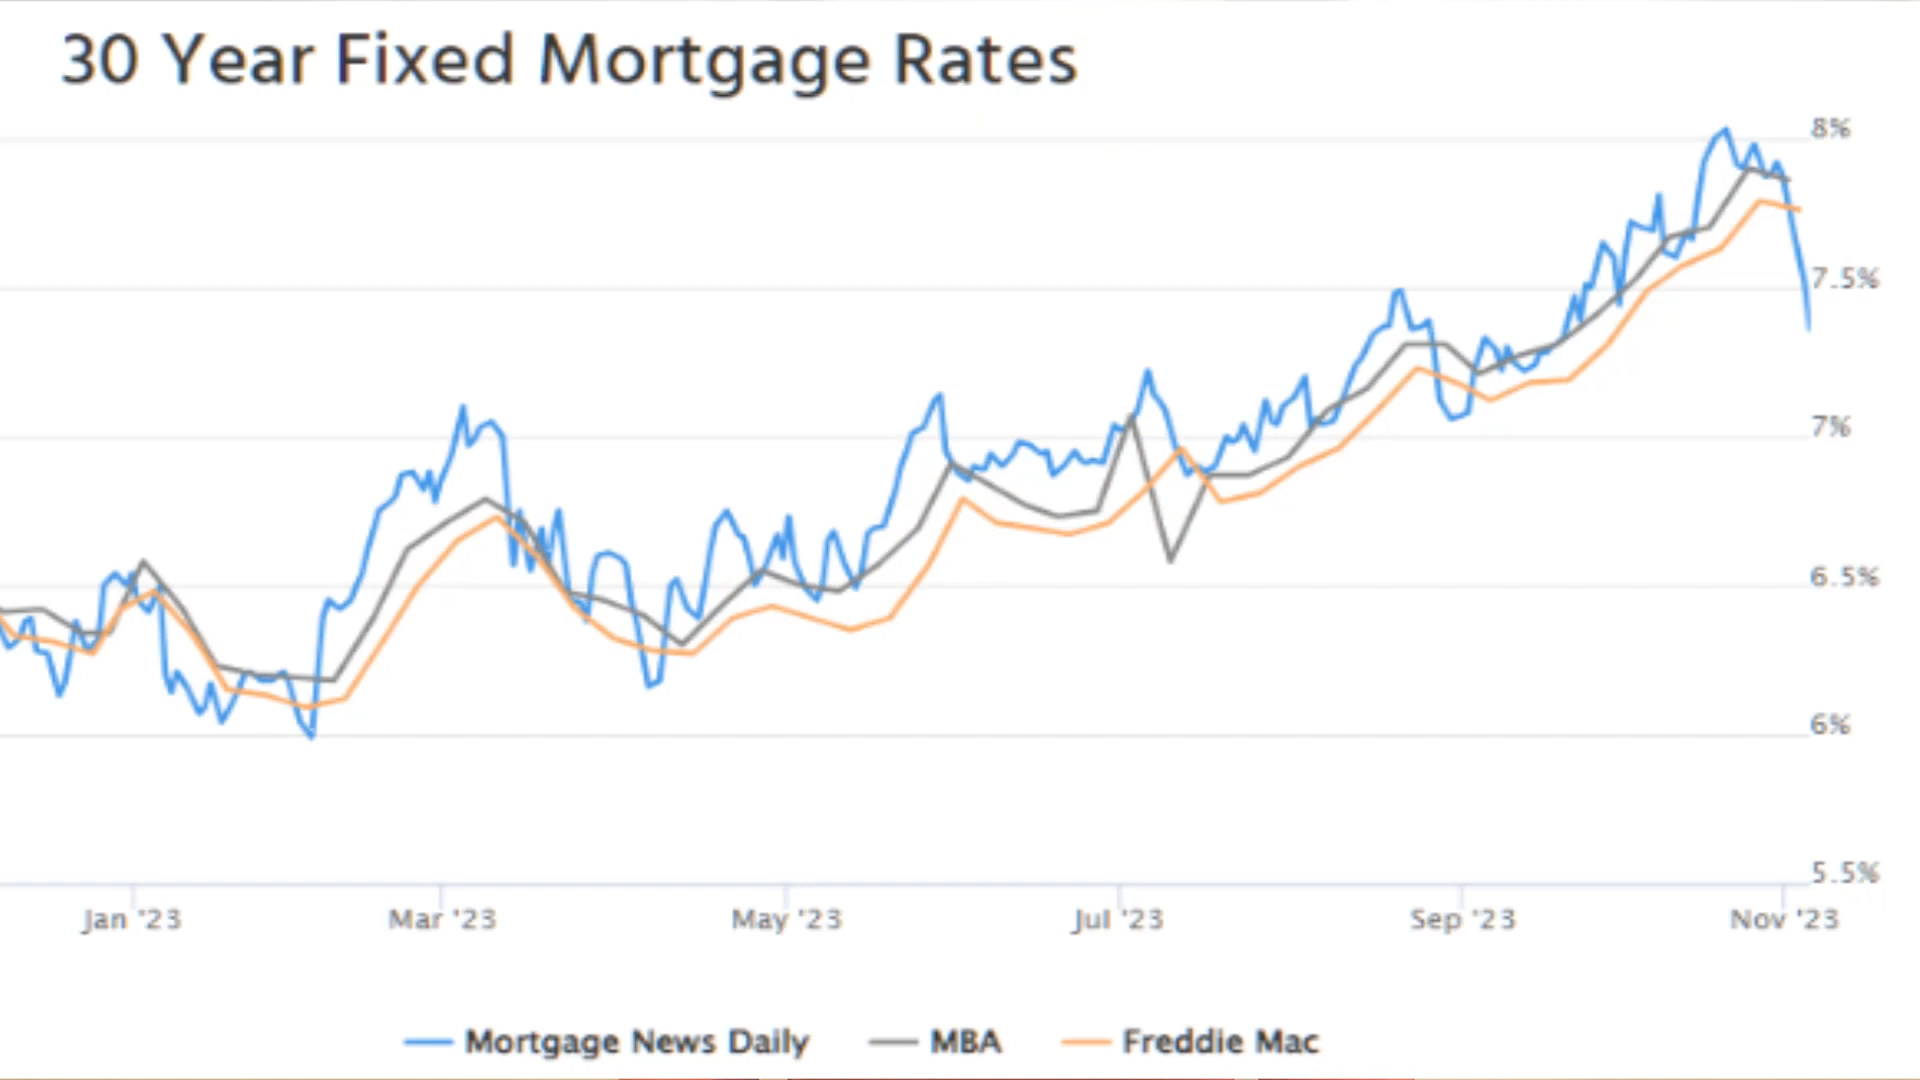 30 Year Fixed Mortgage Rates
8%
7.5%
7%
6.5%
6%
5.5%
Jan '23 Mar '23 May '23 Jul '23 Sep '23 Nov '23
Mortgage News Daily MBA Freddie Mac